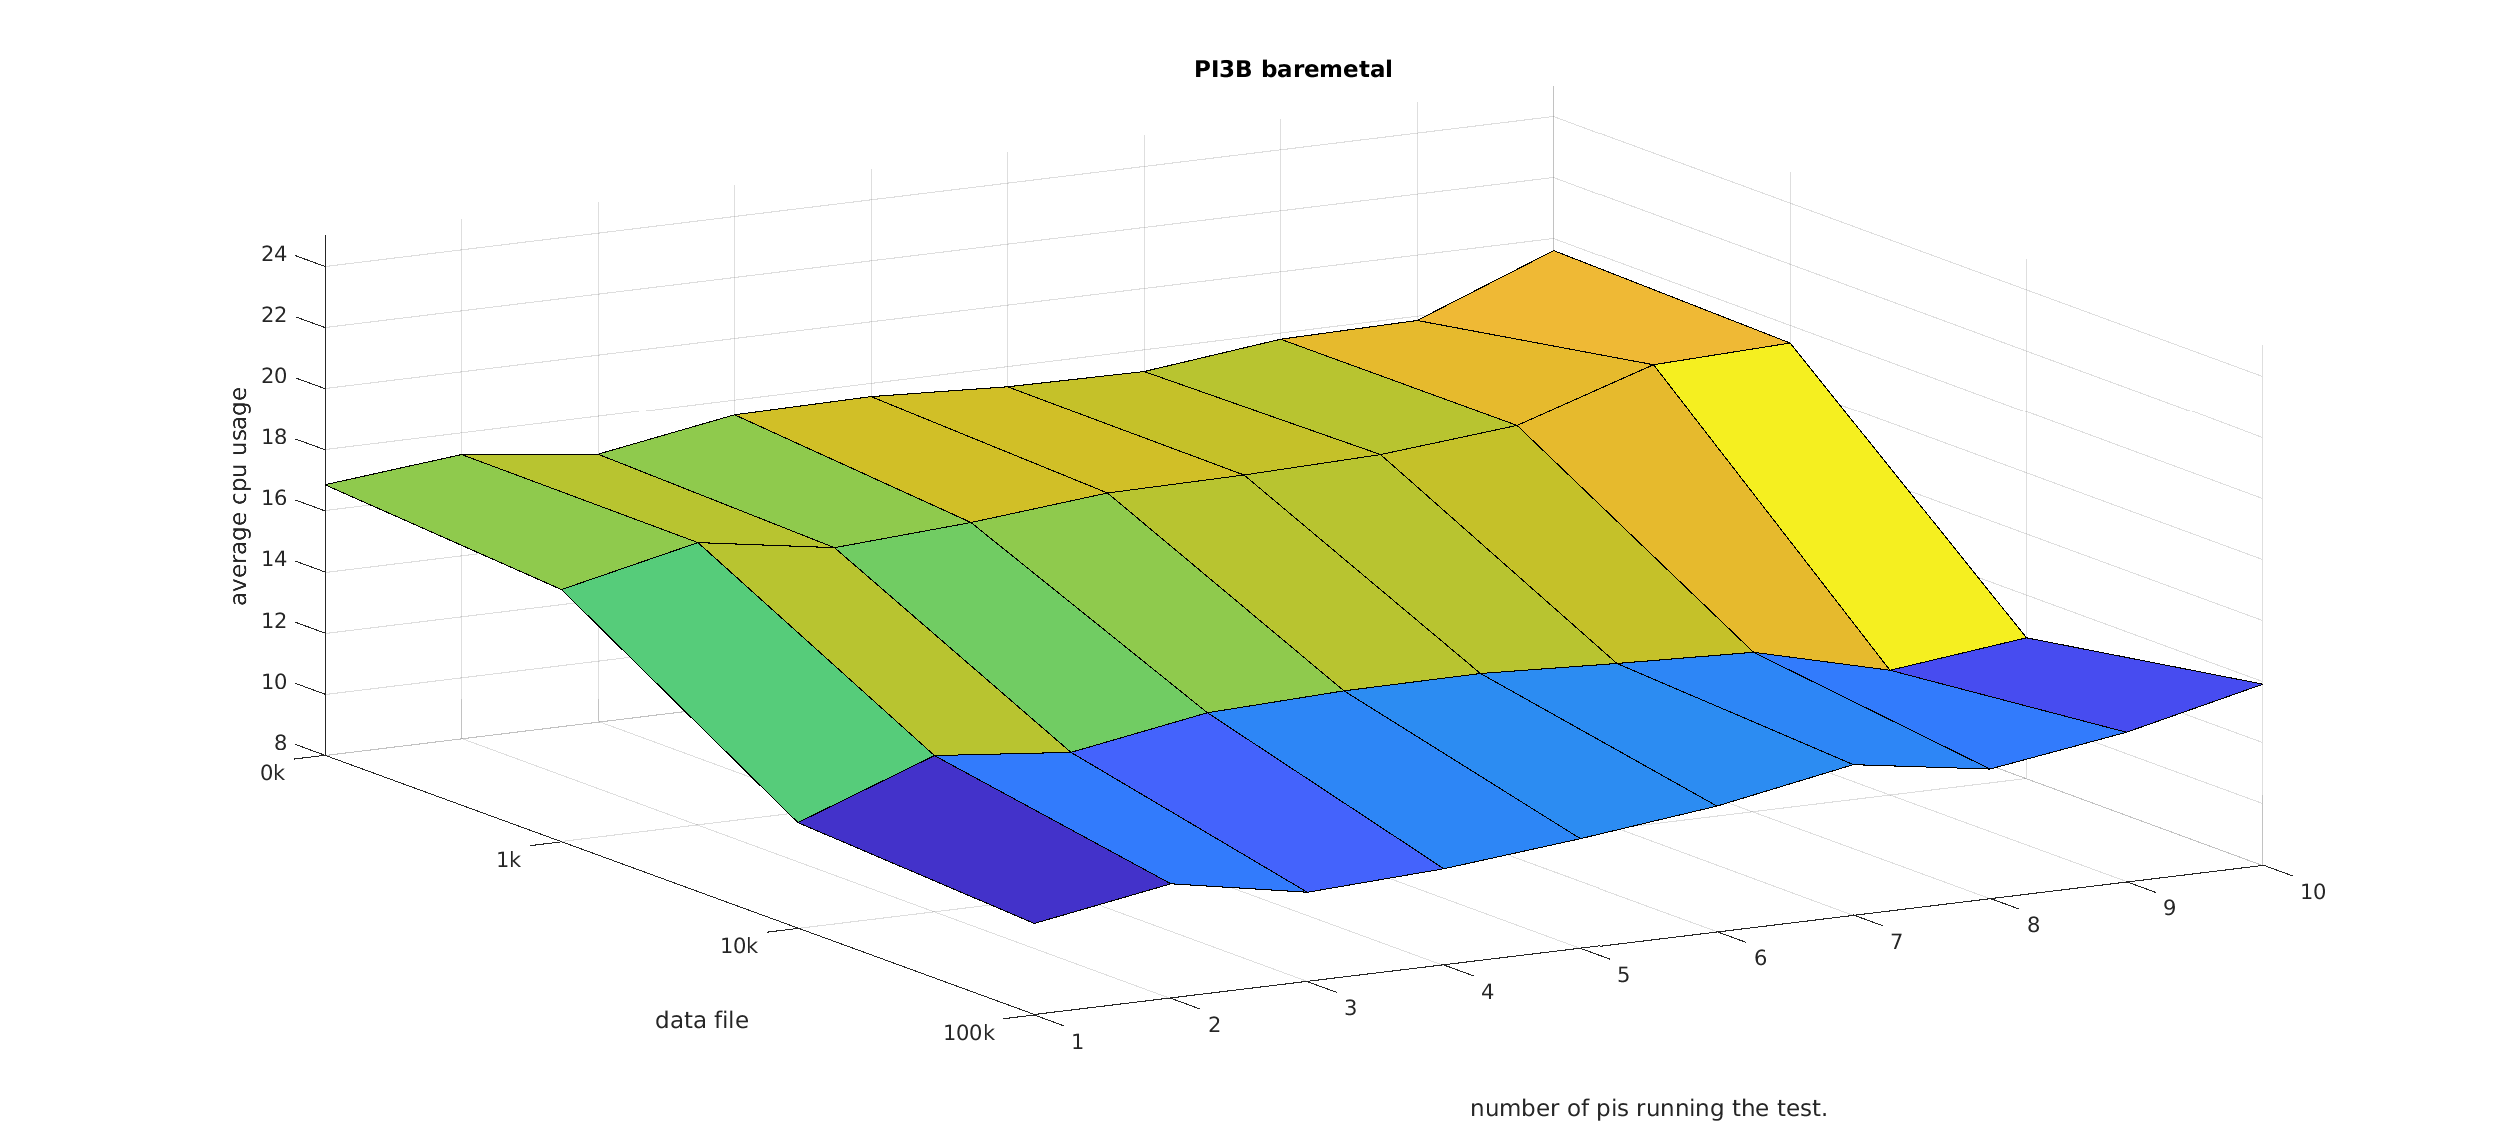 PI3B baremetal
24
22
20
18
16
14
12
10
8
average cpu usage
0k
1k
10k
100k
data file
1
2
3
4
5
6
7
8
9
10
number of pis running the test.